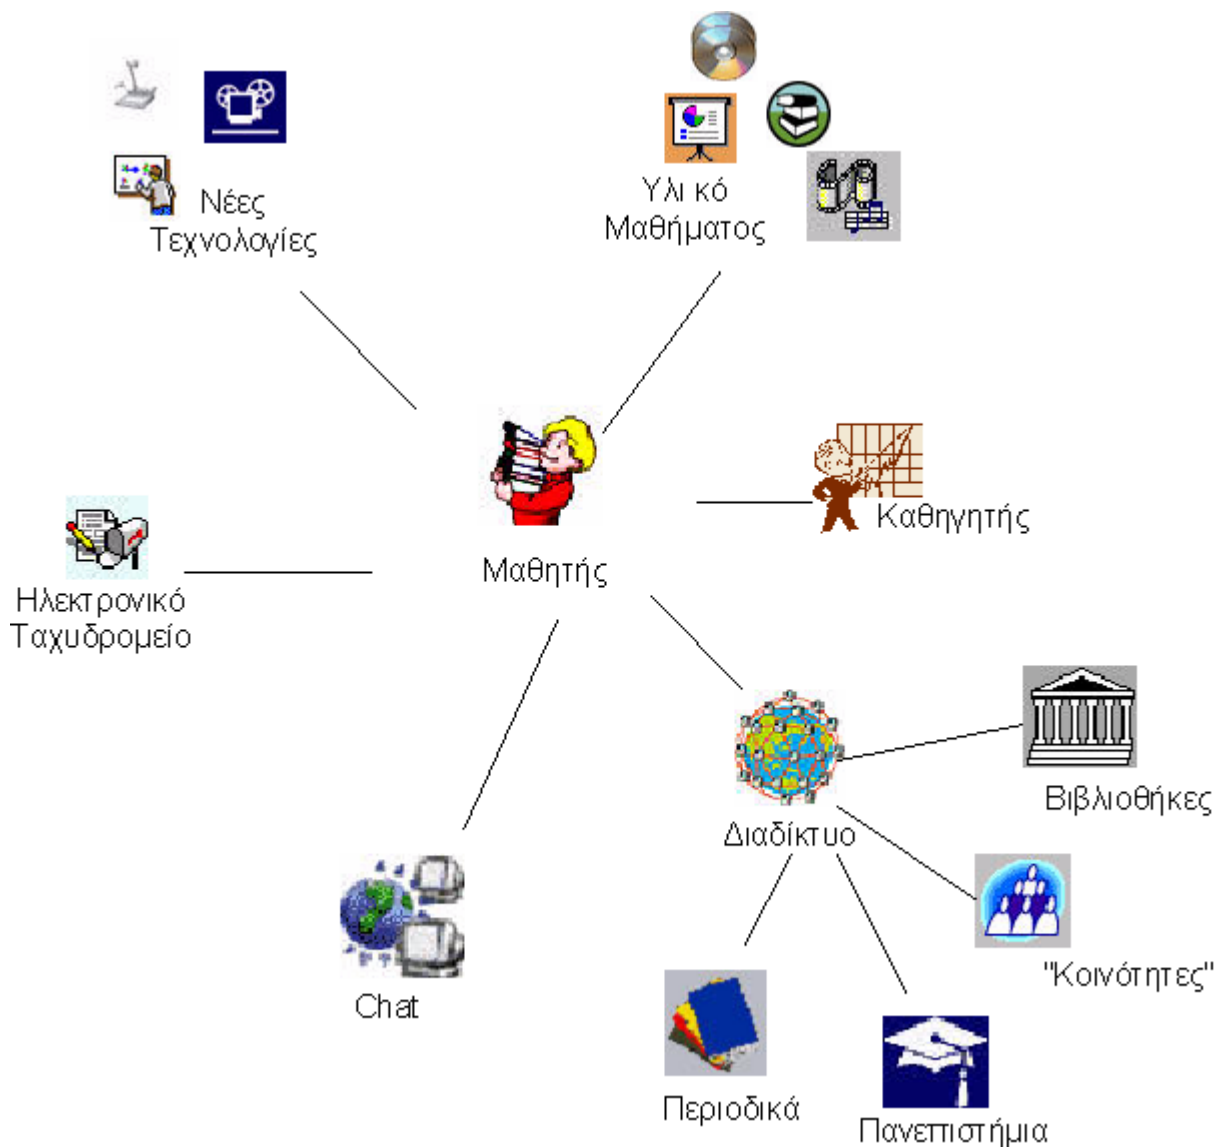 Νέες
Τεχνολογίες
Υλικό
Μαθήματος
Καθηγητής
Μαθητής
Ηλεκτρονικό
Ταχυδρομείο
Διαδίκτυο
Βιβλιοθήκες
"Κοινότητες"
Chat
Περιοδικά
Πανεπιστήμια